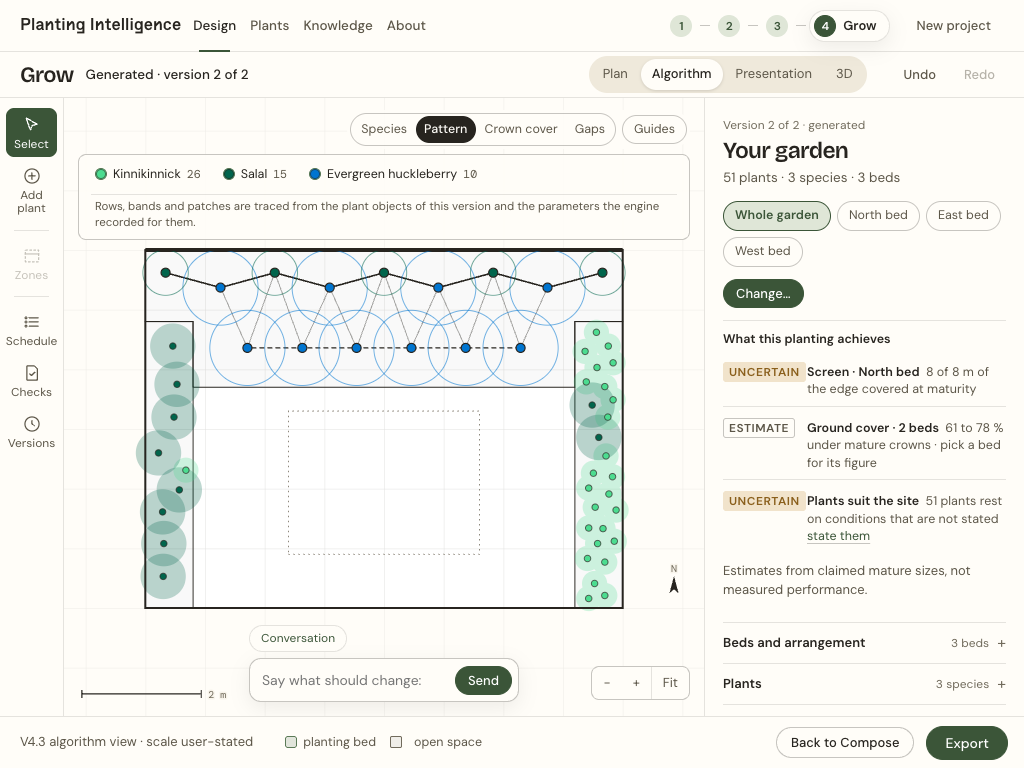 Planting Intelligence Design Plants Knowledge About 1 2 3 4 Grow New project
Grow Generated · version 2 of 2 Plan Algorithm Presentation 3D Undo Redo
Select
Add
plant
Zones
Schedule
Checks
Versions
Species Pattern Crown cover Gaps Guides
Kinnikinnick 26 Salal 15 Evergreen huckleberry 10
Rows, bands and patches are traced from the plant objects of this version and the parameters the engine
recorded for them.
N
Conversation
Say what should change: Send
2 m
− + Fit
Version 2 of 2 · generated
Your garden
51 plants · 3 species · 3 beds
Whole garden North bed East bed
West bed
Change…
What this planting achieves
UNCERTAIN Screen · North bed 8 of 8 m of
the edge covered at maturity
ESTIMATE Ground cover · 2 beds 61 to 78 %
under mature crowns · pick a bed
for its figure
UNCERTAIN Plants suit the site 51 plants rest
on conditions that are not stated
state them
Estimates from claimed mature sizes, not
measured performance.
Beds and arrangement 3 beds +
Plants 3 species +
V4.3 algorithm view · scale user-stated planting bed open space Back to Compose Export